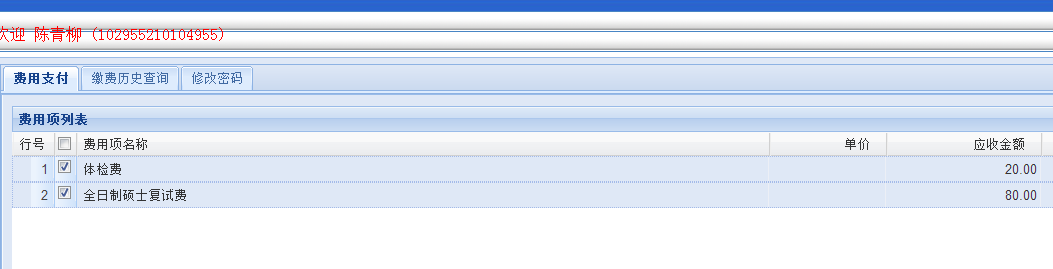 欢迎 陈青柳 (102955210104955)
费用支付 缴费历史查询 修改密码
费用项列表
行号 费用项名称 单价 应收金额
1 体检费 20.00
2 全日制硕士复试费 80.00